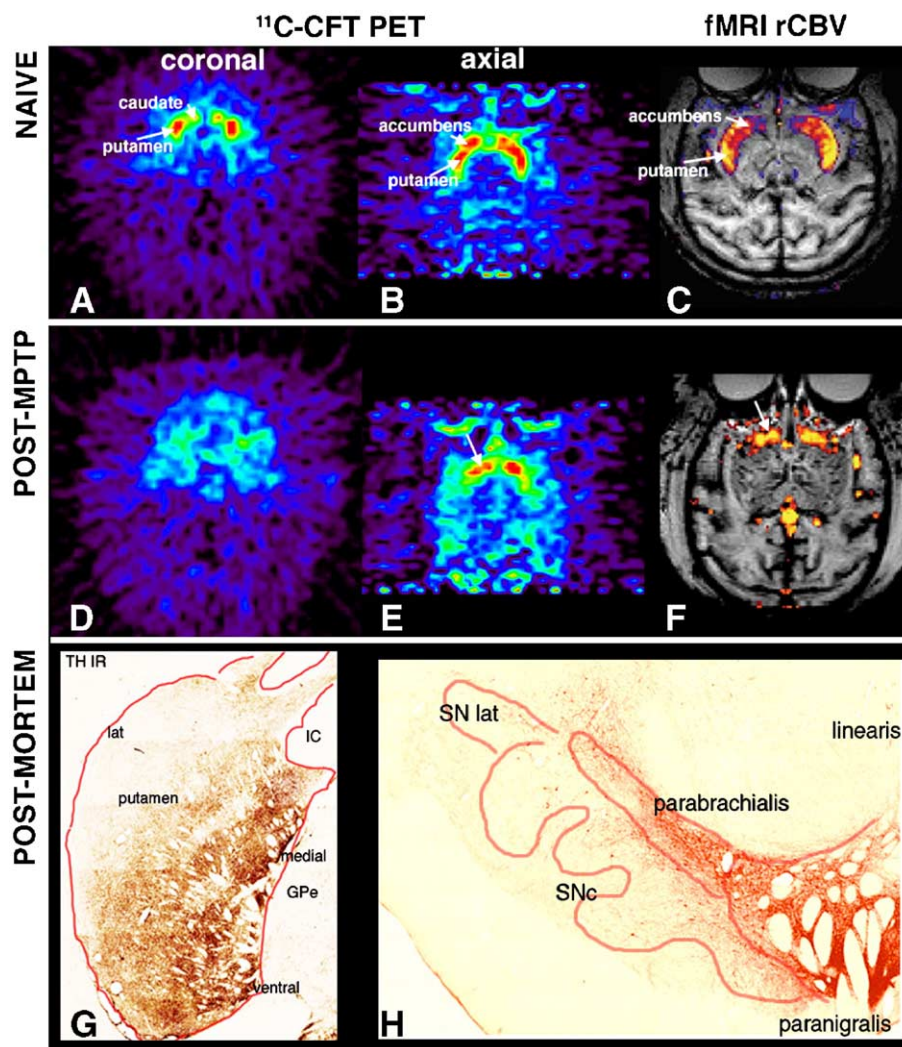 ¹¹C-CFT PET
fMRI rCBV
NAIVE
coronal
axial
caudate
putamen
accumbens
putamen
accumbens
putamen
A
B
C
POST-MPTP
D
E
F
POST-MORTEM
TH IR
lat
IC
putamen
medial
GPe
ventral
G
SN lat
linearis
parabrachialis
SNc
H
paranigralis